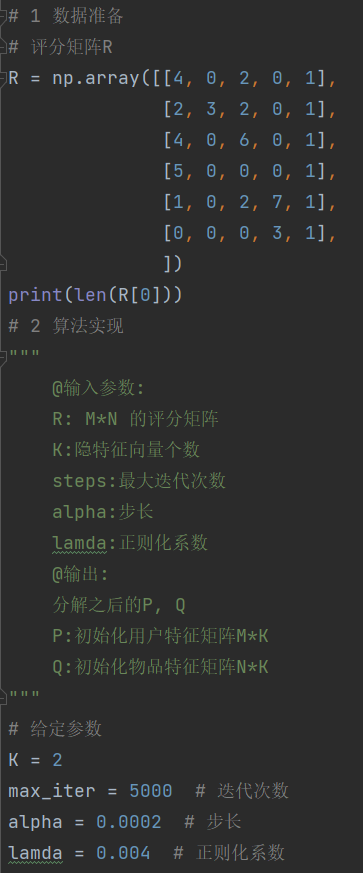 # 1 数据准备
# 评分矩阵R
R = np.array([[4, 0, 2, 0, 1],
[2, 3, 2, 0, 1],
[4, 0, 6, 0, 1],
[5, 0, 0, 0, 1],
[1, 0, 2, 7, 1],
[0, 0, 0, 3, 1],
])
print(len(R[0]))
# 2 算法实现
"""
@输入参数:
R: M*N 的评分矩阵
K:隐特征向量个数
steps:最大迭代次数
alpha:步长
lamda:正则化系数
@输出:
分解之后的P, Q
P:初始化用户特征矩阵M*K
Q:初始化物品特征矩阵N*K
"""
# 给定参数
K = 2
max_iter = 5000  # 迭代次数
alpha = 0.0002  # 步长
lamda = 0.004  # 正则化系数